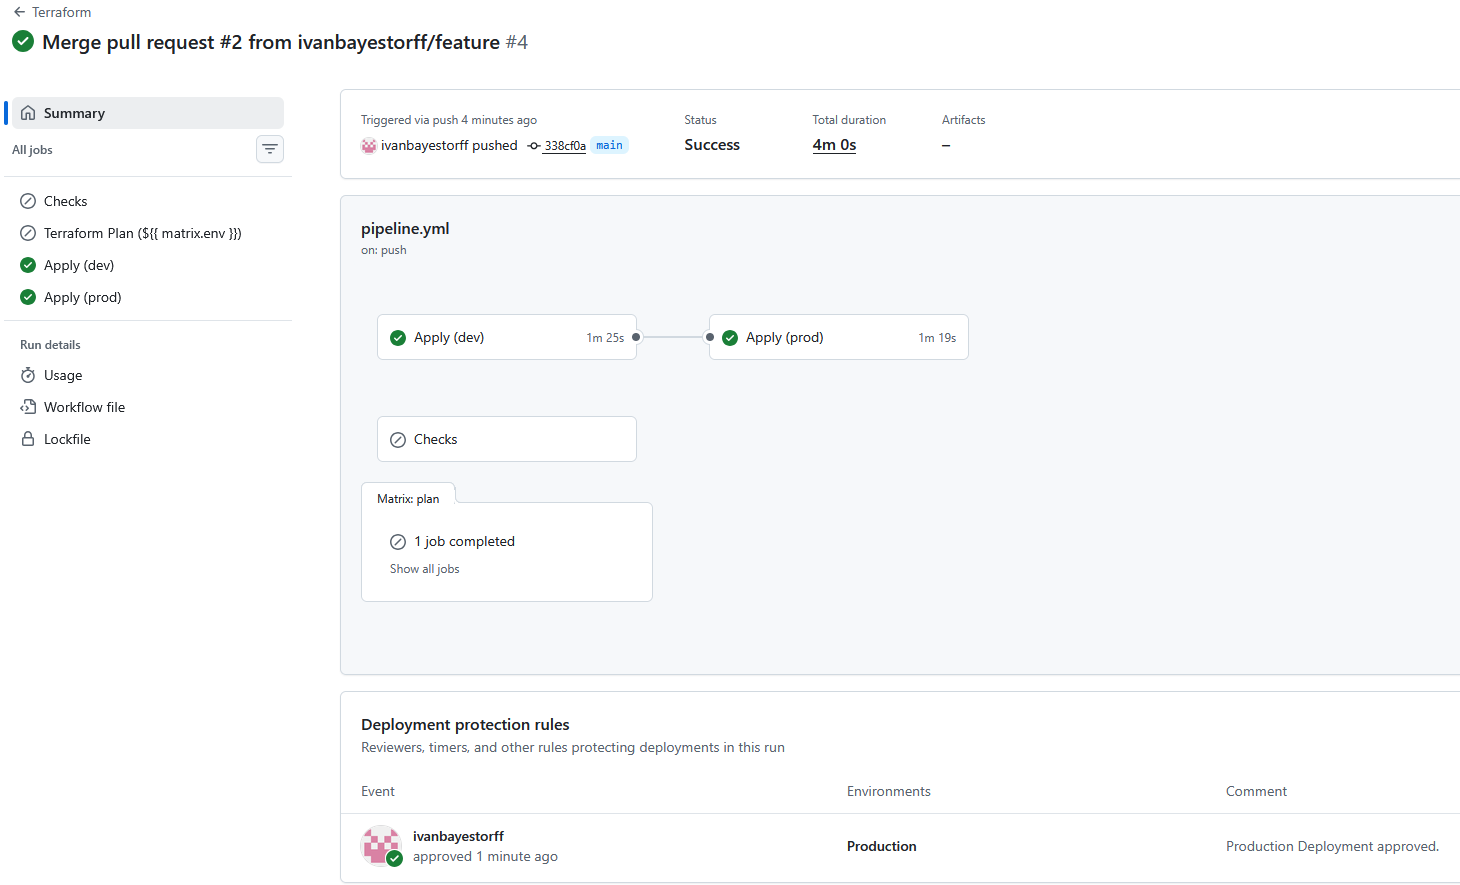 Terraform
Merge pull request #2 from ivanbayestorff/feature #4
Summary
All jobs
Checks
Terraform Plan (${{ matrix.env }})
Apply (dev)
Apply (prod)
Run details
Usage
Workflow file
Lockfile
Triggered via push 4 minutes ago
ivanbayestorff pushed 338cf0a main
Status
Success
Total duration
4m 0s
Artifacts
–
pipeline.yml
on: push
Apply (dev) 1m 25s
Apply (prod) 1m 19s
Checks
Matrix: plan
1 job completed
Show all jobs
Deployment protection rules
Reviewers, timers, and other rules protecting deployments in this run
Event Environments Comment
ivanbayestorff
approved 1 minute ago
Production
Production Deployment approved.